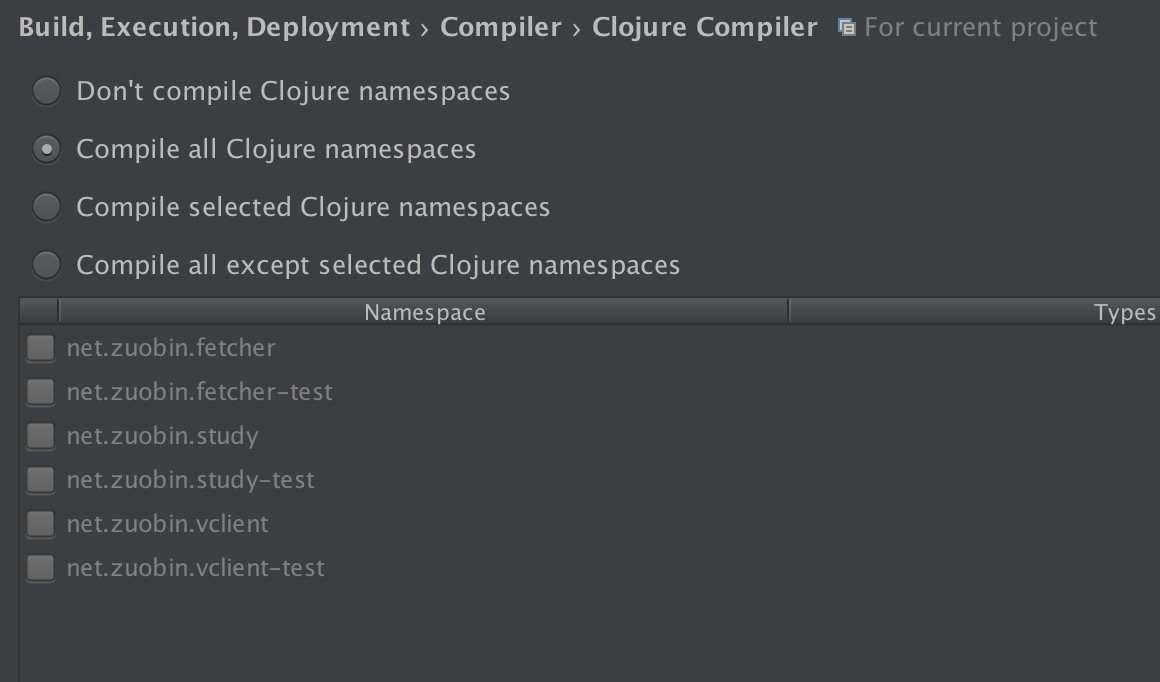 Build, Execution, Deployment › Compiler › Clojure Compiler For current project
Don't compile Clojure namespaces
Compile all Clojure namespaces
Compile selected Clojure namespaces
Compile all except selected Clojure namespaces
Namespace Types
net.zuobin.fetcher
net.zuobin.fetcher-test
net.zuobin.study
net.zuobin.study-test
net.zuobin.vclient
net.zuobin.vclient-test